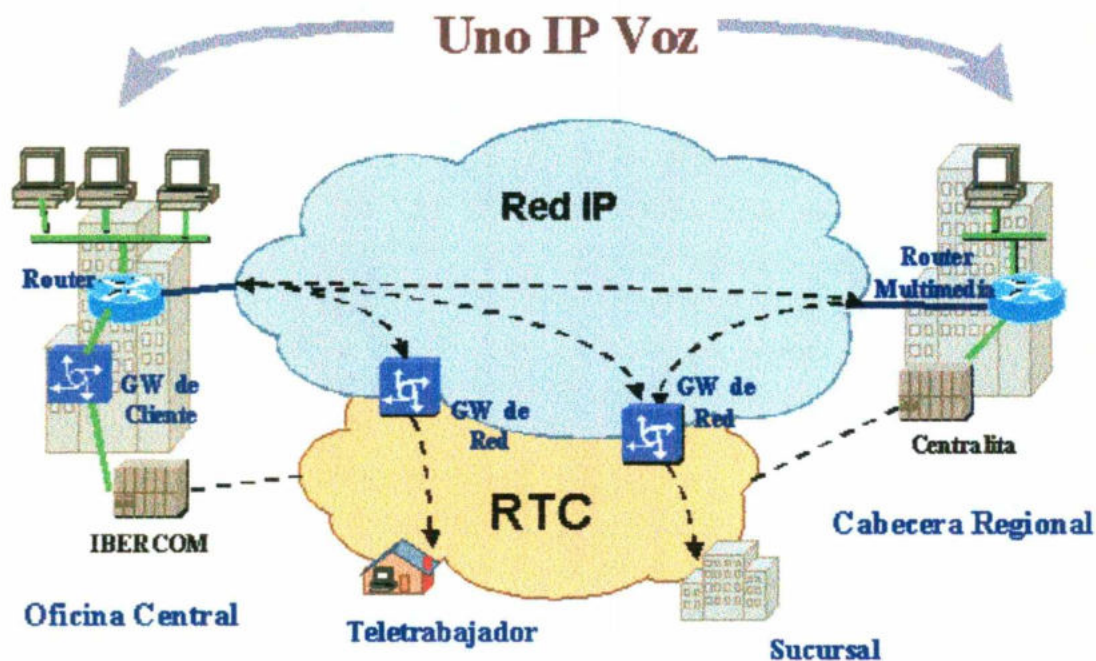 Uno IP Voz
Red IP
Router
Router
Multimedia
GW de
Cliente
GW de
Red
GW de
Red
Centralita
RTC
IBERCOM
Cabecera Regional
Oficina Central
Teletrabajador
Sucursal